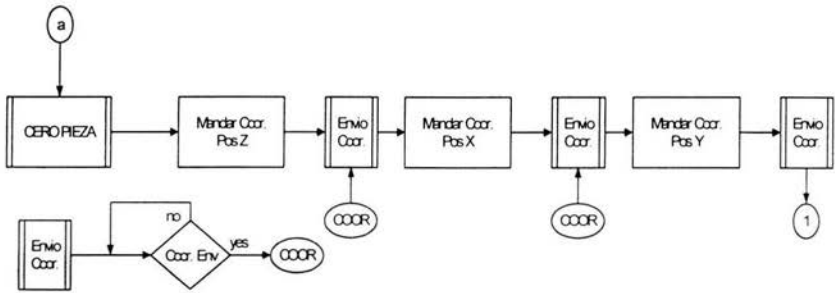 a
CERO PIEZA
Mandar Coor.
Pos Z
Envio
Coor.
Mandar Coor.
Pos X
Envio
Coor.
Mandar Coor.
Pos Y
Envio
Coor.
COOR
COOR
1
Envio
Coor.
no
Coor. Env
yes
COOR